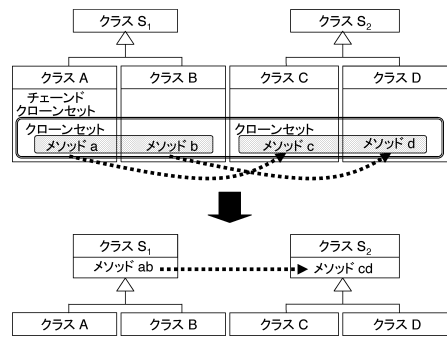 クラス S1
クラス S2
クラス A
クラス B
クラス C
クラス D
チェーンド
クローンセット
クローンセット
クローンセット
メソッド a
メソッド b
メソッド c
メソッド d
クラス S1
クラス S2
メソッド ab
メソッド cd
クラス A
クラス B
クラス C
クラス D